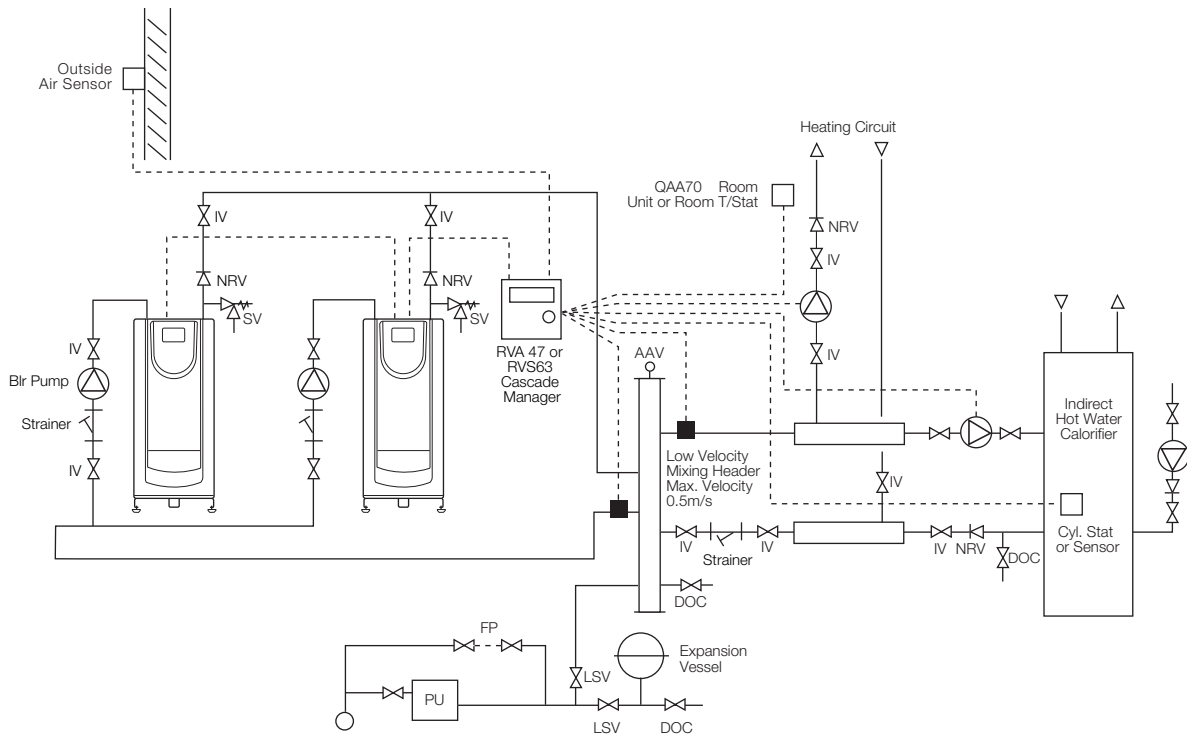 Outside
Air Sensor
Heating Circuit
QAA70 Room
Unit or Room T/Stat
IV
IV
NRV
NRV
NRV
IV
SV
SV
IV
Blr Pump
Strainer
IV
RVA 47 or
RVS63
Cascade
Manager
AAV
IV
Indirect
Hot Water
Calorifier
Low Velocity
Mixing Header
Max. Velocity
0.5m/s
IV
Cyl. Stat
or Sensor
IV
Strainer
IV
IV
NRV
DOC
DOC
FP
Expansion
Vessel
LSV
PU
LSV
DOC